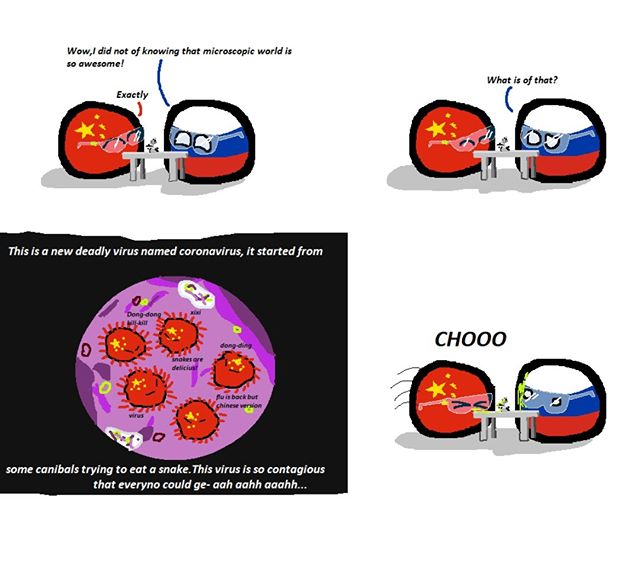 Wow,I did not of knowing that microscopic world is
so awesome!
Exactly
What is of that?
This is a new deadly virus named coronavirus, it started from
Dong-dong
kill-kill
xixi
snakes are
delicius!
dong-ding
virus
flu is back but
chinese version
some canibals trying to eat a snake.This virus is so contagious
that everyno could ge- aah aahh aaahh...
CHOOO